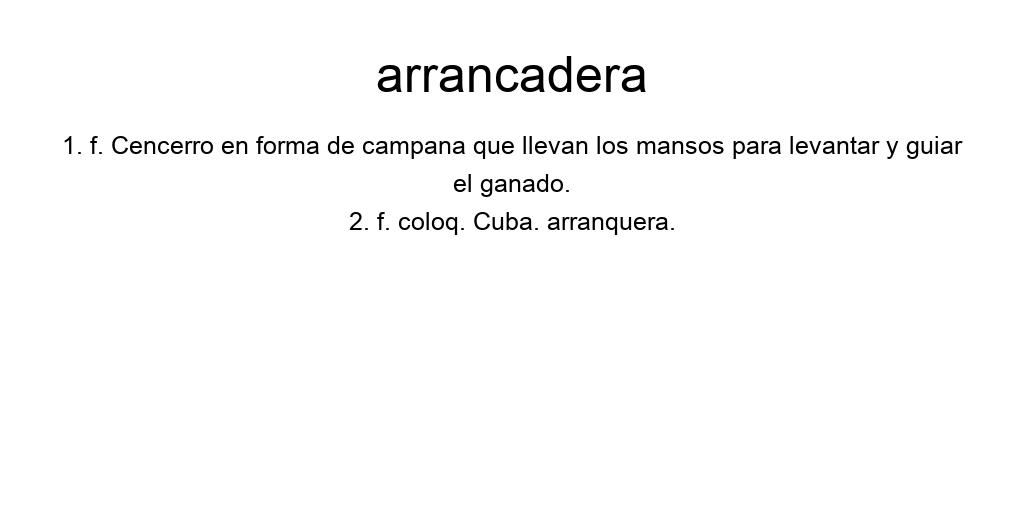 arrancadera
1. f. Cencerro en forma de campana que llevan los mansos para levantar y guiar
el ganado.
2. f. coloq. Cuba. arranquera.